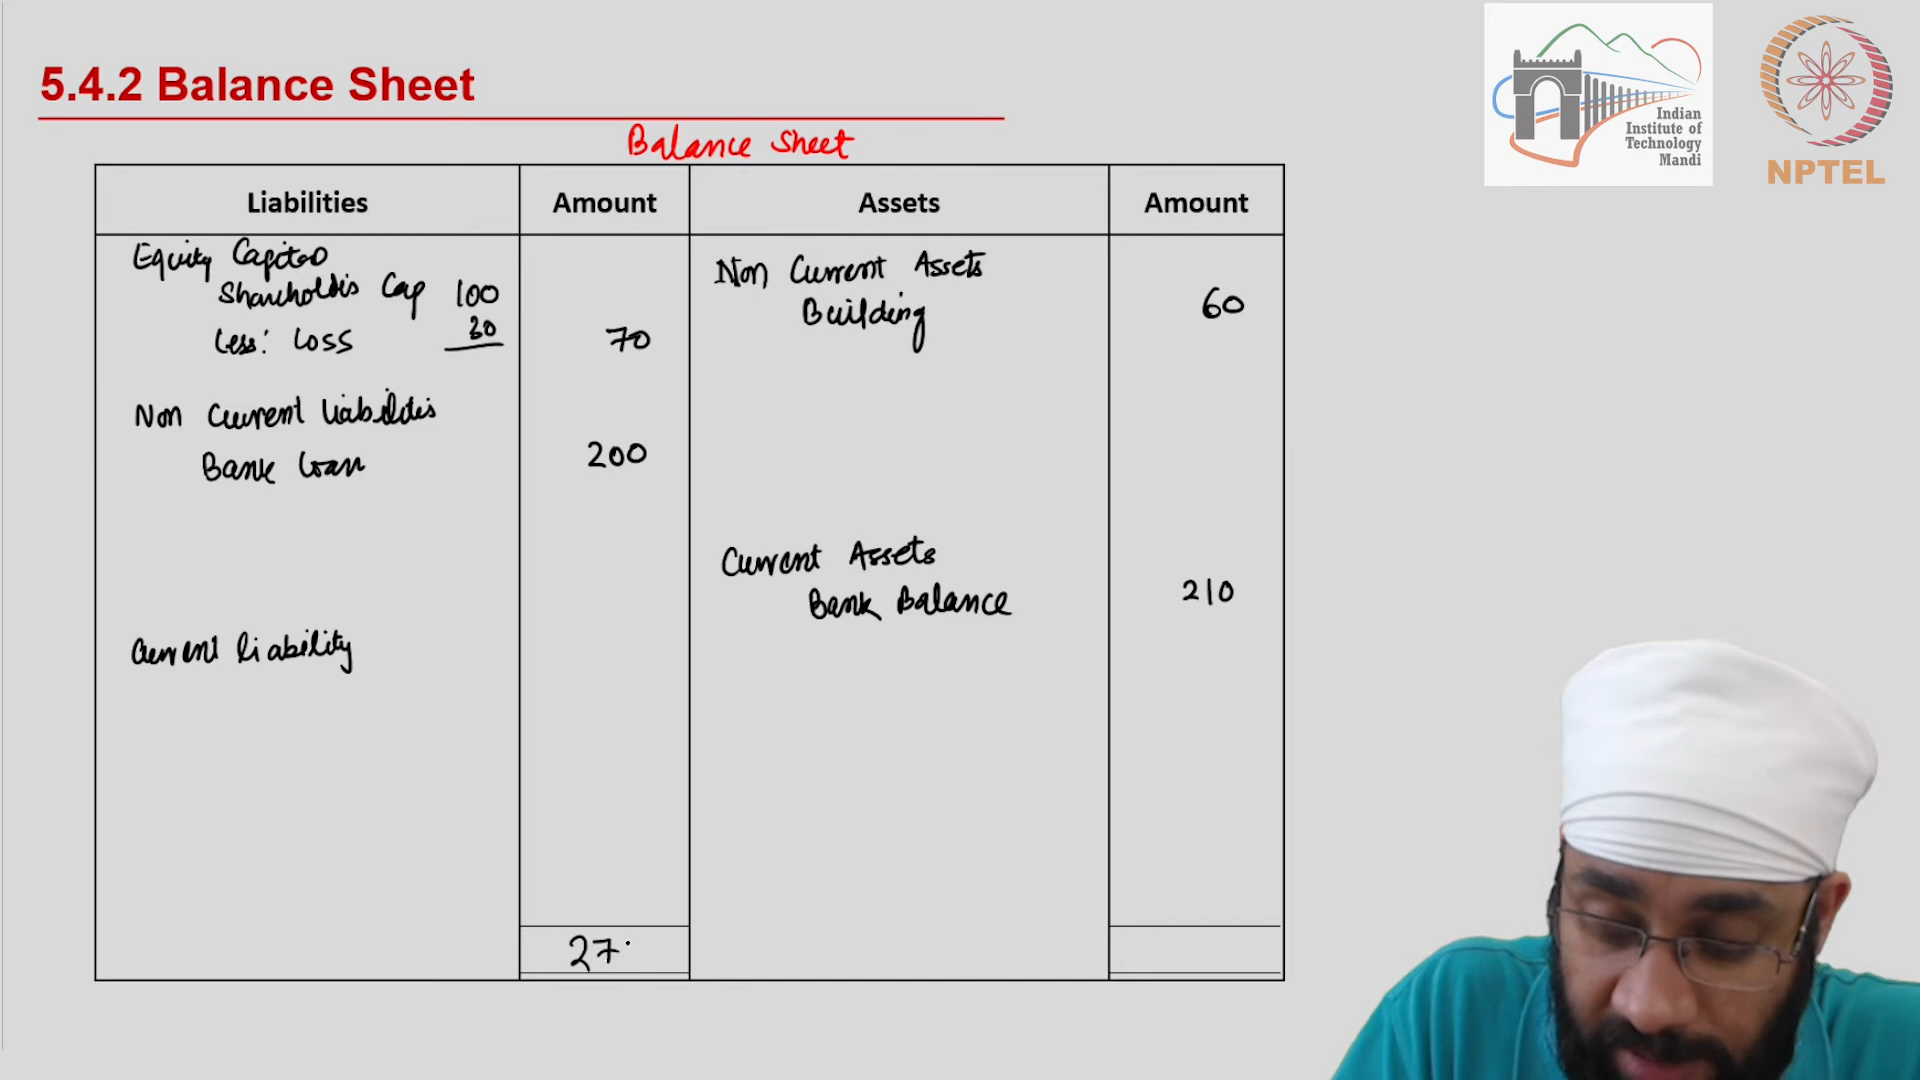 5.4.2 Balance Sheet
Indian
Institute of
Technology
Mandi
NPTEL
Balance Sheet
Liabilities Amount Assets Amount
Equity Capital
Shareholdis Cap 100
Less: Loss 30 70
Non Current Assets
Building 60
Non Current liabilities
Bank loan 200
Current Assets
Bank Balance 210
Current liability
27